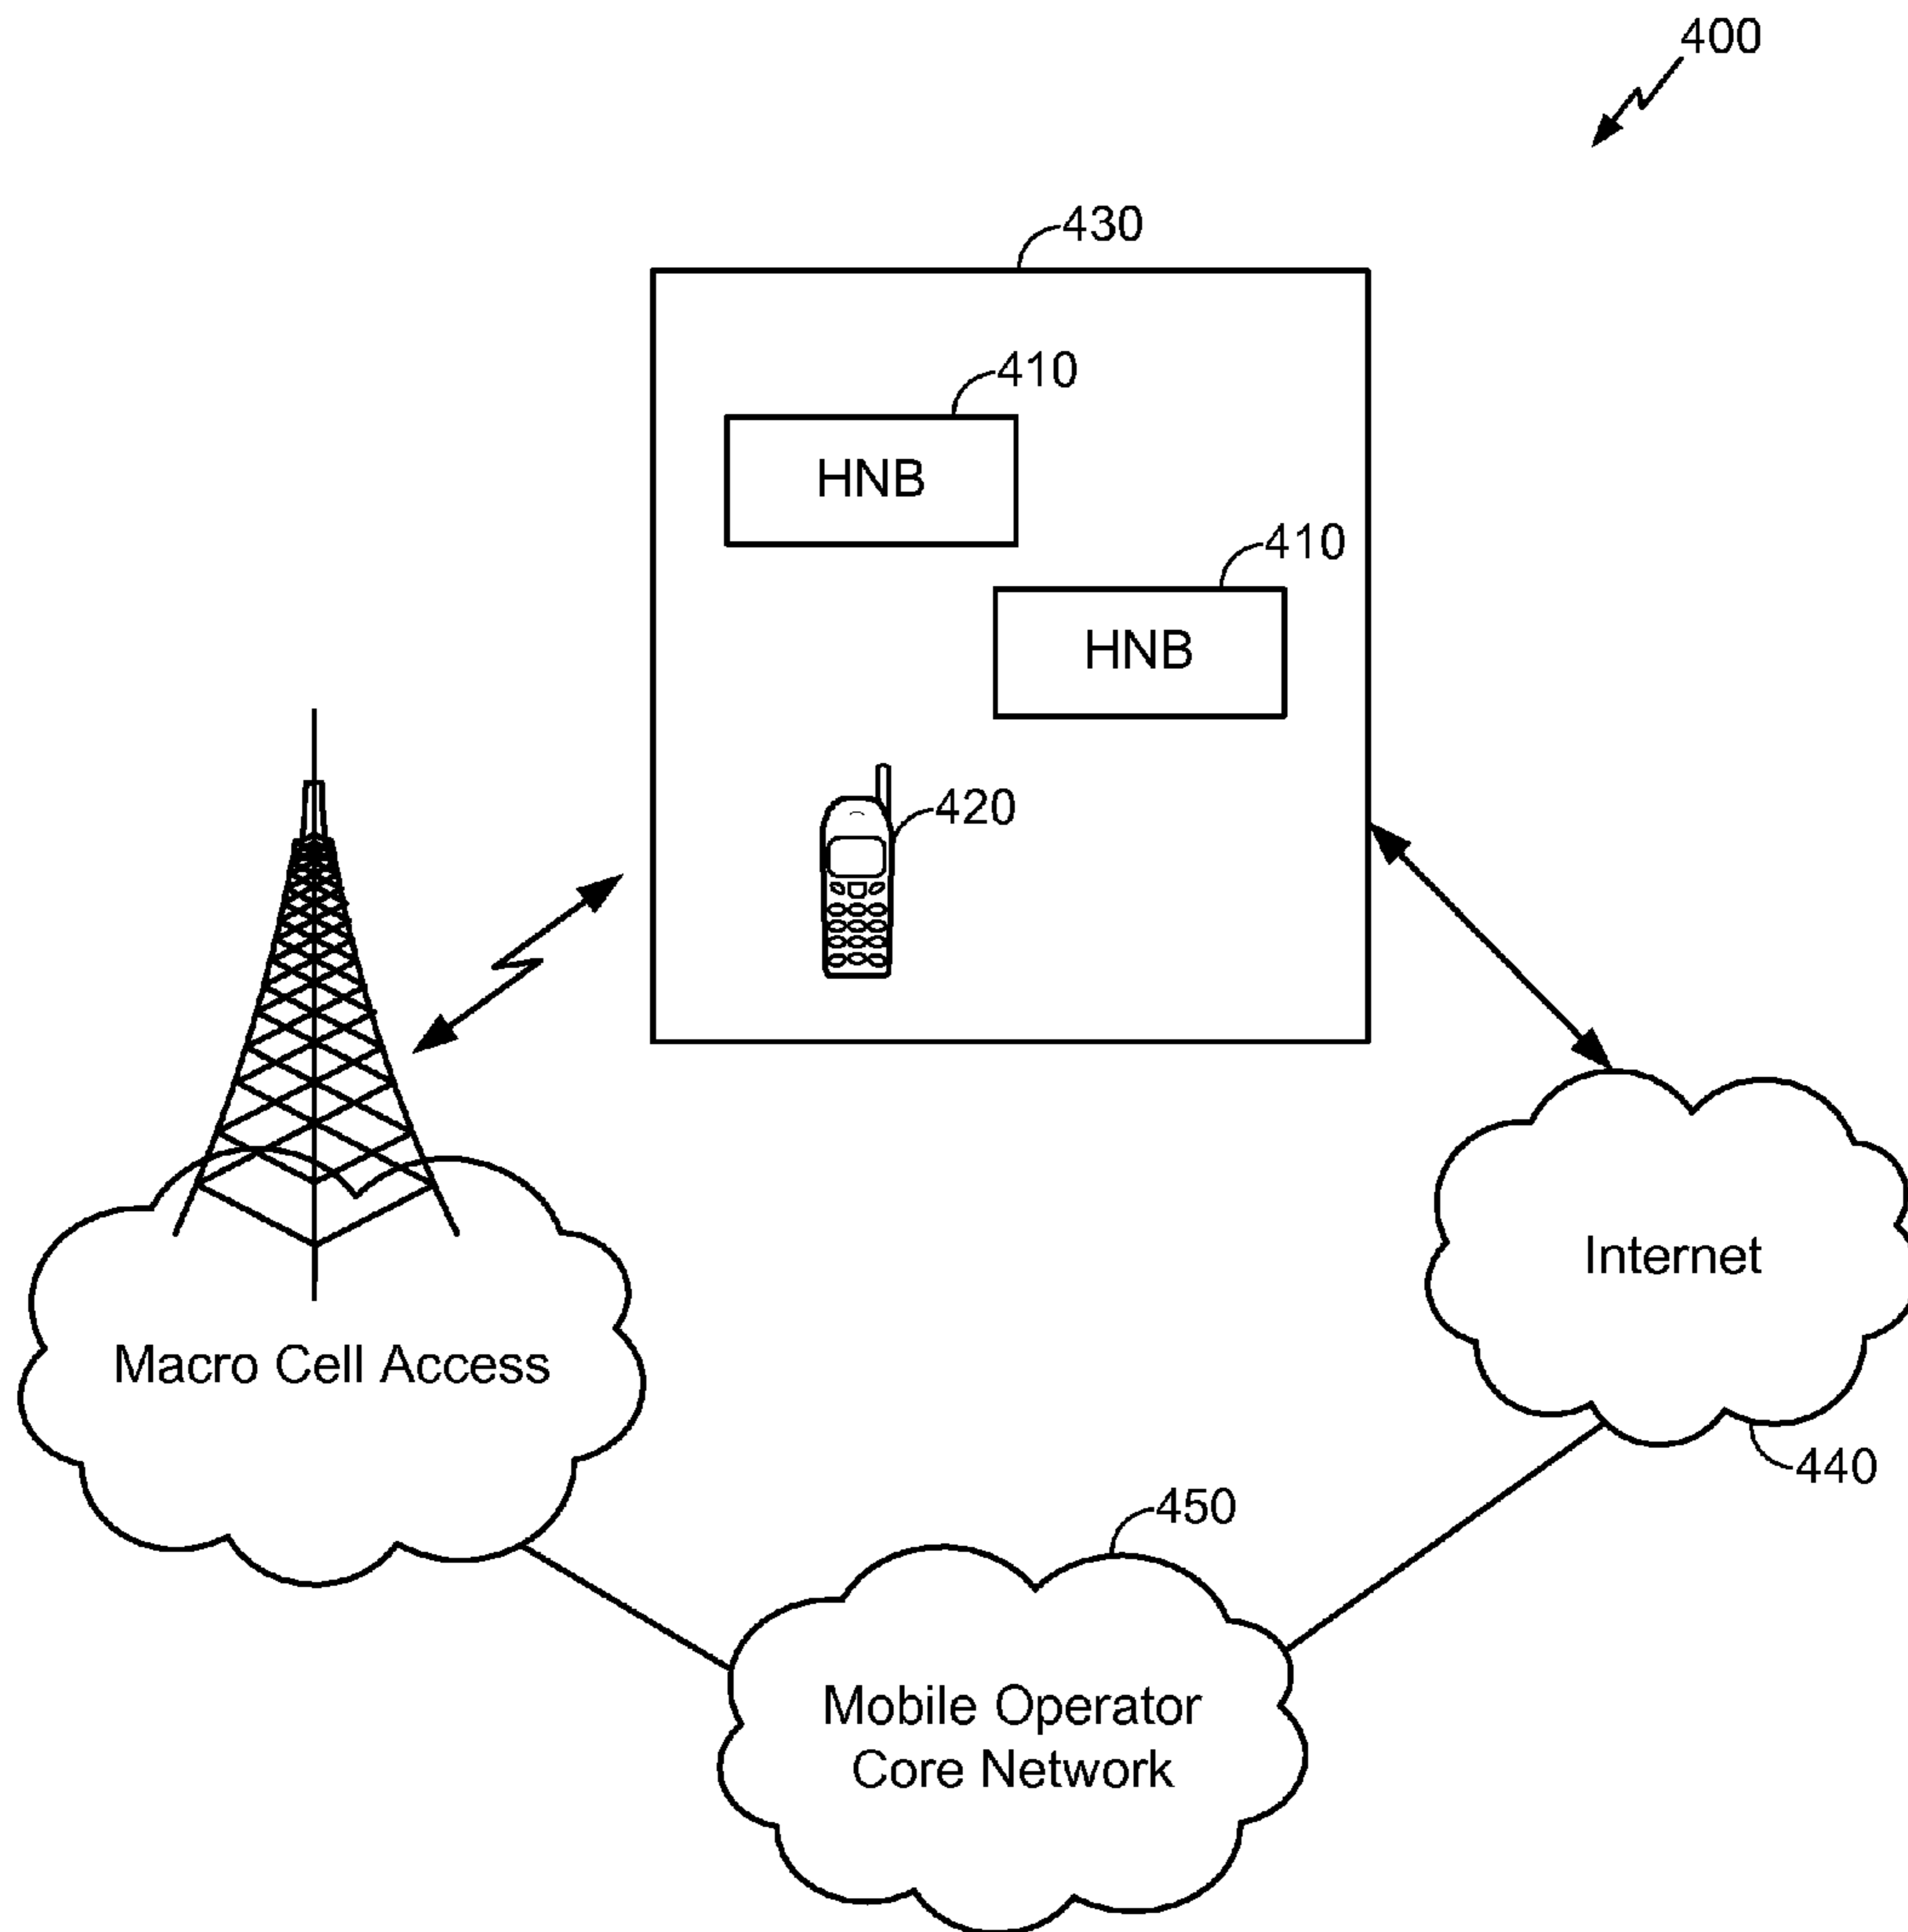 400
430
410
HNB
410
HNB
420
Internet
Macro Cell Access
440
450
Mobile Operator
Core Network